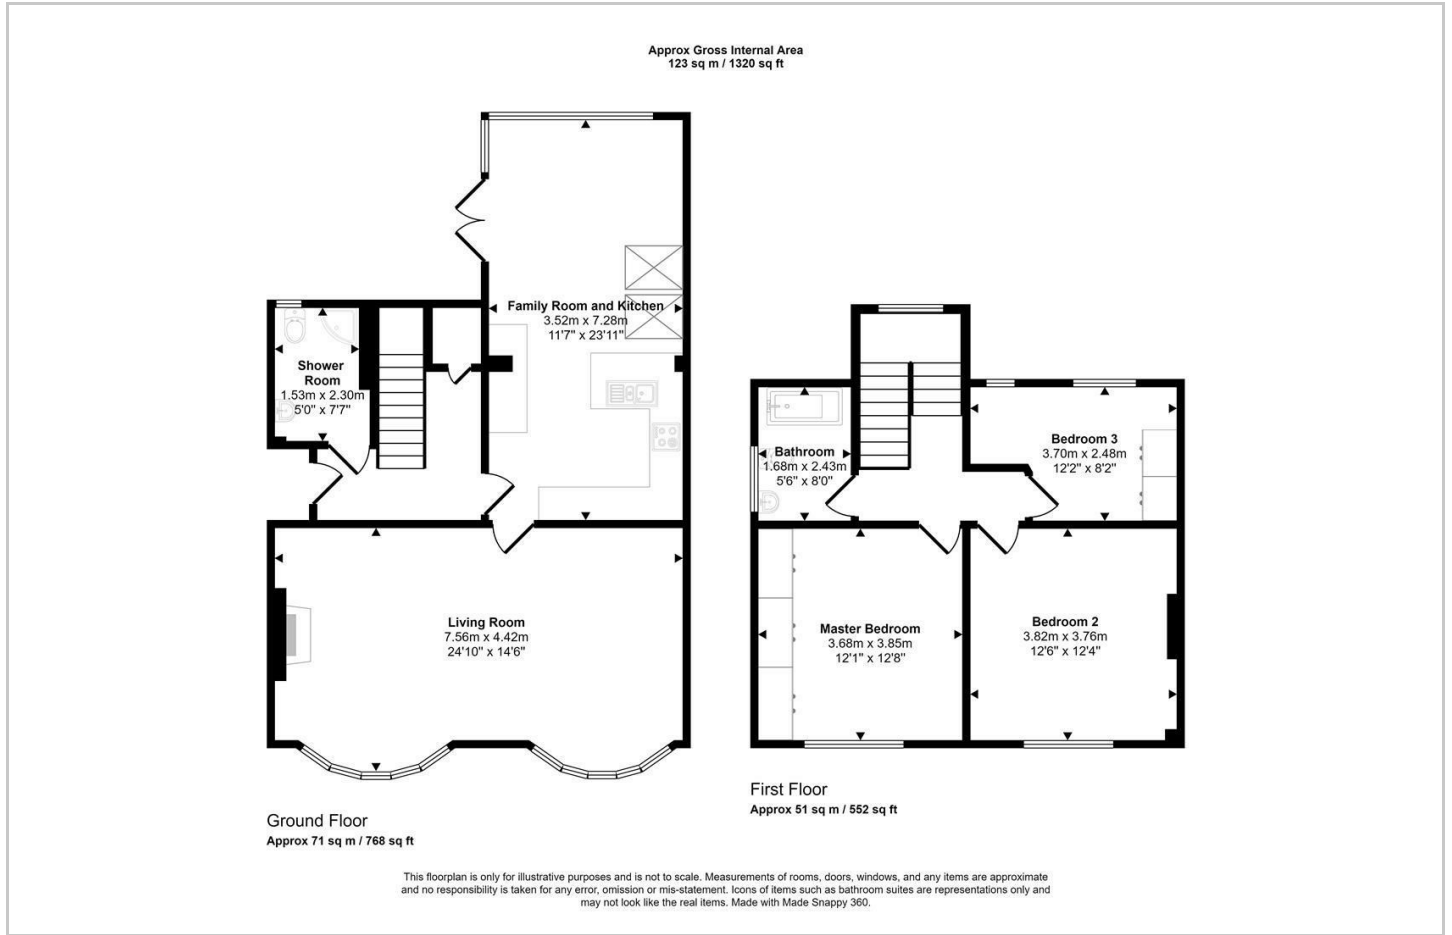 Approx Gross Internal Area
123 sq m / 1320 sq ft
Family Room and Kitchen
3.52m x 7.28m
11'7" x 23'11"
Shower
Room
1.53m x 2.30m
5'0" x 7'7"
Living Room
7.56m x 4.42m
24'10" x 14'6"
Ground Floor
Approx 71 sq m / 768 sq ft
Bathroom
1.68m x 2.43m
5'6" x 8'0"
Bedroom 3
3.70m x 2.48m
12'2" x 8'2"
Master Bedroom
3.68m x 3.85m
12'1" x 12'8"
Bedroom 2
3.82m x 3.76m
12'6" x 12'4"
First Floor
Approx 51 sq m / 552 sq ft
This floorplan is only for illustrative purposes and is not to scale. Measurements of rooms, doors, windows, and any items are approximate
and no responsibility is taken for any error, omission or mis-statement. Icons of items such as bathroom suites are representations only and
may not look like the real items. Made with Made Snappy 360.